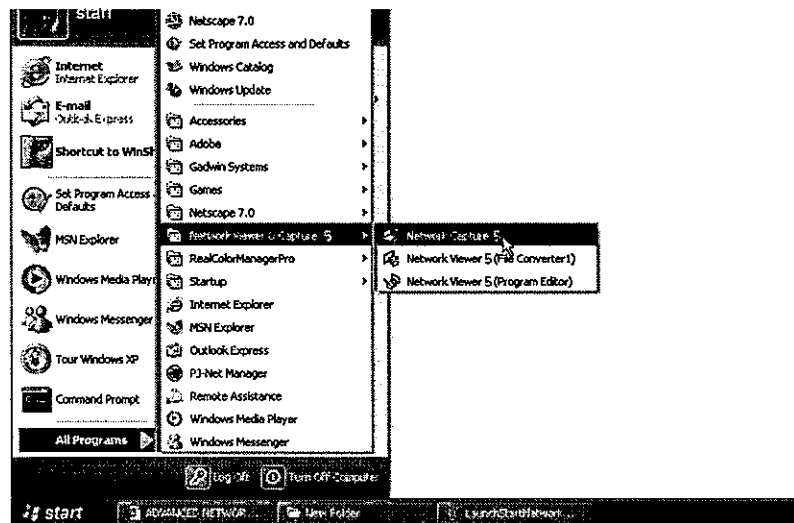 start
Internet
Internet Explorer
E-mail
Outlook Express
Shortcut to WinSh
Set Program Access
Defaults
MSN Explorer
Windows Media Playe
Windows Messenger
Tour Windows XP
Command Prompt
All Programs
Netscape 7.0
Set Program Access and Defaults
Windows Catalog
Windows Update
Accessories
Adobe
Gadwin Systems
Games
Netscape 7.0
Network Viewer & Capture 5
RealColorManagerPro
Startup
Internet Explorer
MSN Explorer
Outlook Express
PJ-Net Manager
Remote Assistance
Windows Media Player
Windows Messenger
Network Capture 5
Network Viewer 5 (File Converter1)
Network Viewer 5 (Program Editor)
Log Off
Turn Off Computer
start
ADVANCED NETWOR...
New Folder
LaunchStartNetwork...